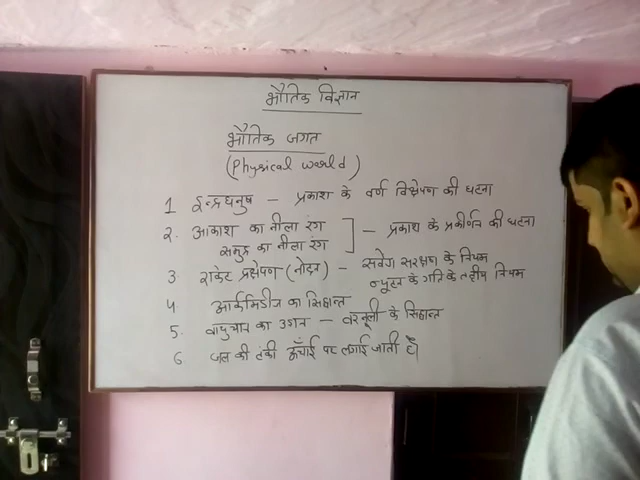 भौतिक विज्ञान
भौतिक जगत
(Physical world)
1 इन्द्रधनुष – प्रकाश के वर्ण विक्षेपण की घटना
2. आकाश का नीला रंग
समुद्र का नीला रंग ] – प्रकाश के प्रकीर्णन की घटना
3 राकेट प्रक्षेपण (नोदन) – संवेग संरक्षण के नियम
न्यूटन के गति के तृतीय नियम
4 आर्कमिडीज का सिद्धान्त
5. वायुयान का उड़ान – बरनूली के सिद्धान्त
6 जल की टंकी ऊँचाई पर लगाई जाती है।